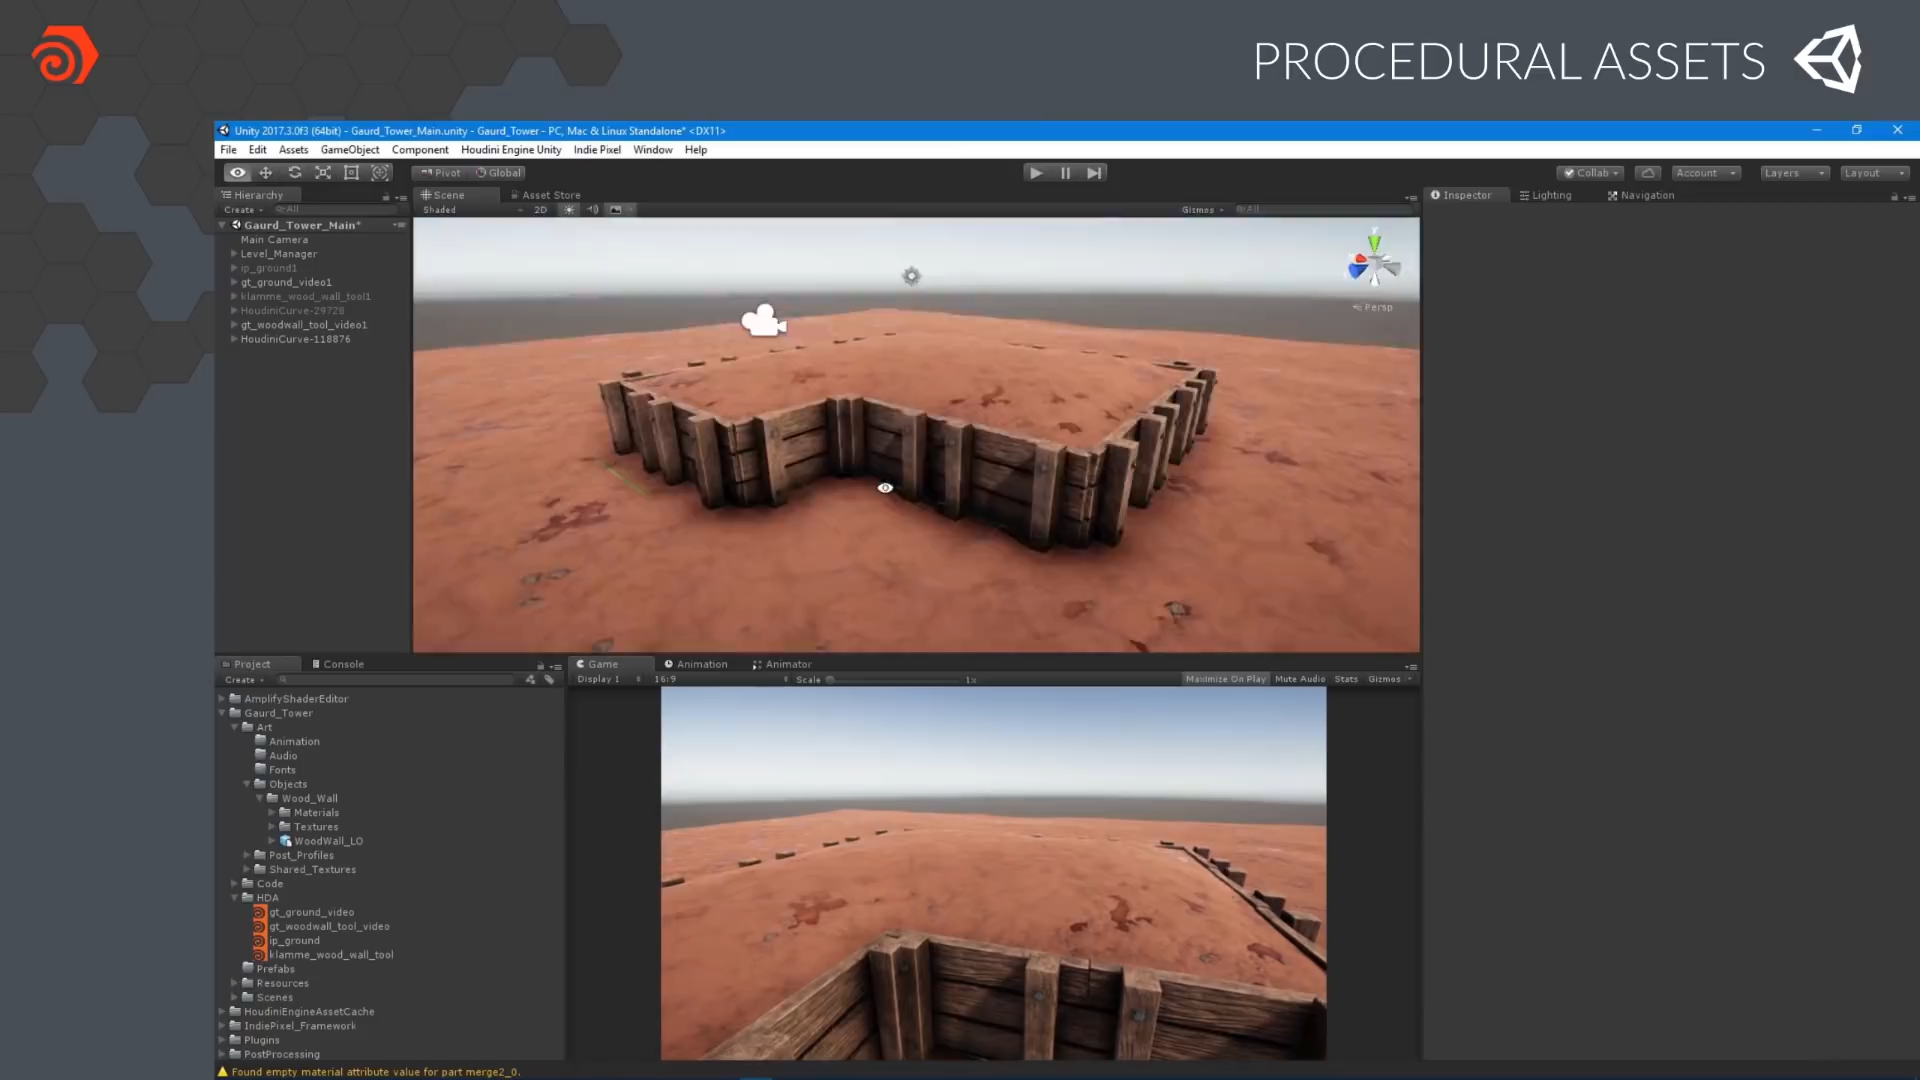 PROCEDURAL ASSETS
Unity 2017.3.0f3 (64bit) - Gaurd_Tower_Main.unity - Gaurd_Tower - PC, Mac & Linux Standalone* <DX11>
File Edit Assets GameObject Component Houdini Engine Unity Indie Pixel Window Help
Pivot Global Collab Account Layers Layout
Hierarchy Scene Asset Store Inspector Lighting Navigation
Create All Shaded 2D Gizmos All
Gaurd_Tower_Main*
Main Camera
Level_Manager
ip_ground1
gt_ground_video1
klamme_wood_wall_tool1
HoudiniCurve-29728
gt_woodwall_tool_video1
HoudiniCurve-118876
y
Persp
Project Console Game Animation Animator
Create Display 1 16:9 Scale 1x Maximize On Play Mute Audio Stats Gizmos
AmplifyShaderEditor
Gaurd_Tower
Art
Animation
Audio
Fonts
Objects
Wood_Wall
Materials
Textures
WoodWall_LO
Post_Profiles
Shared_Textures
Code
HDA
gt_ground_video
gt_woodwall_tool_video
ip_ground
klamme_wood_wall_tool
Prefabs
Resources
Scenes
HoudiniEngineAssetCache
IndiePixel_Framework
Plugins
PostProcessing
Found empty material attribute value for part merge2_0.